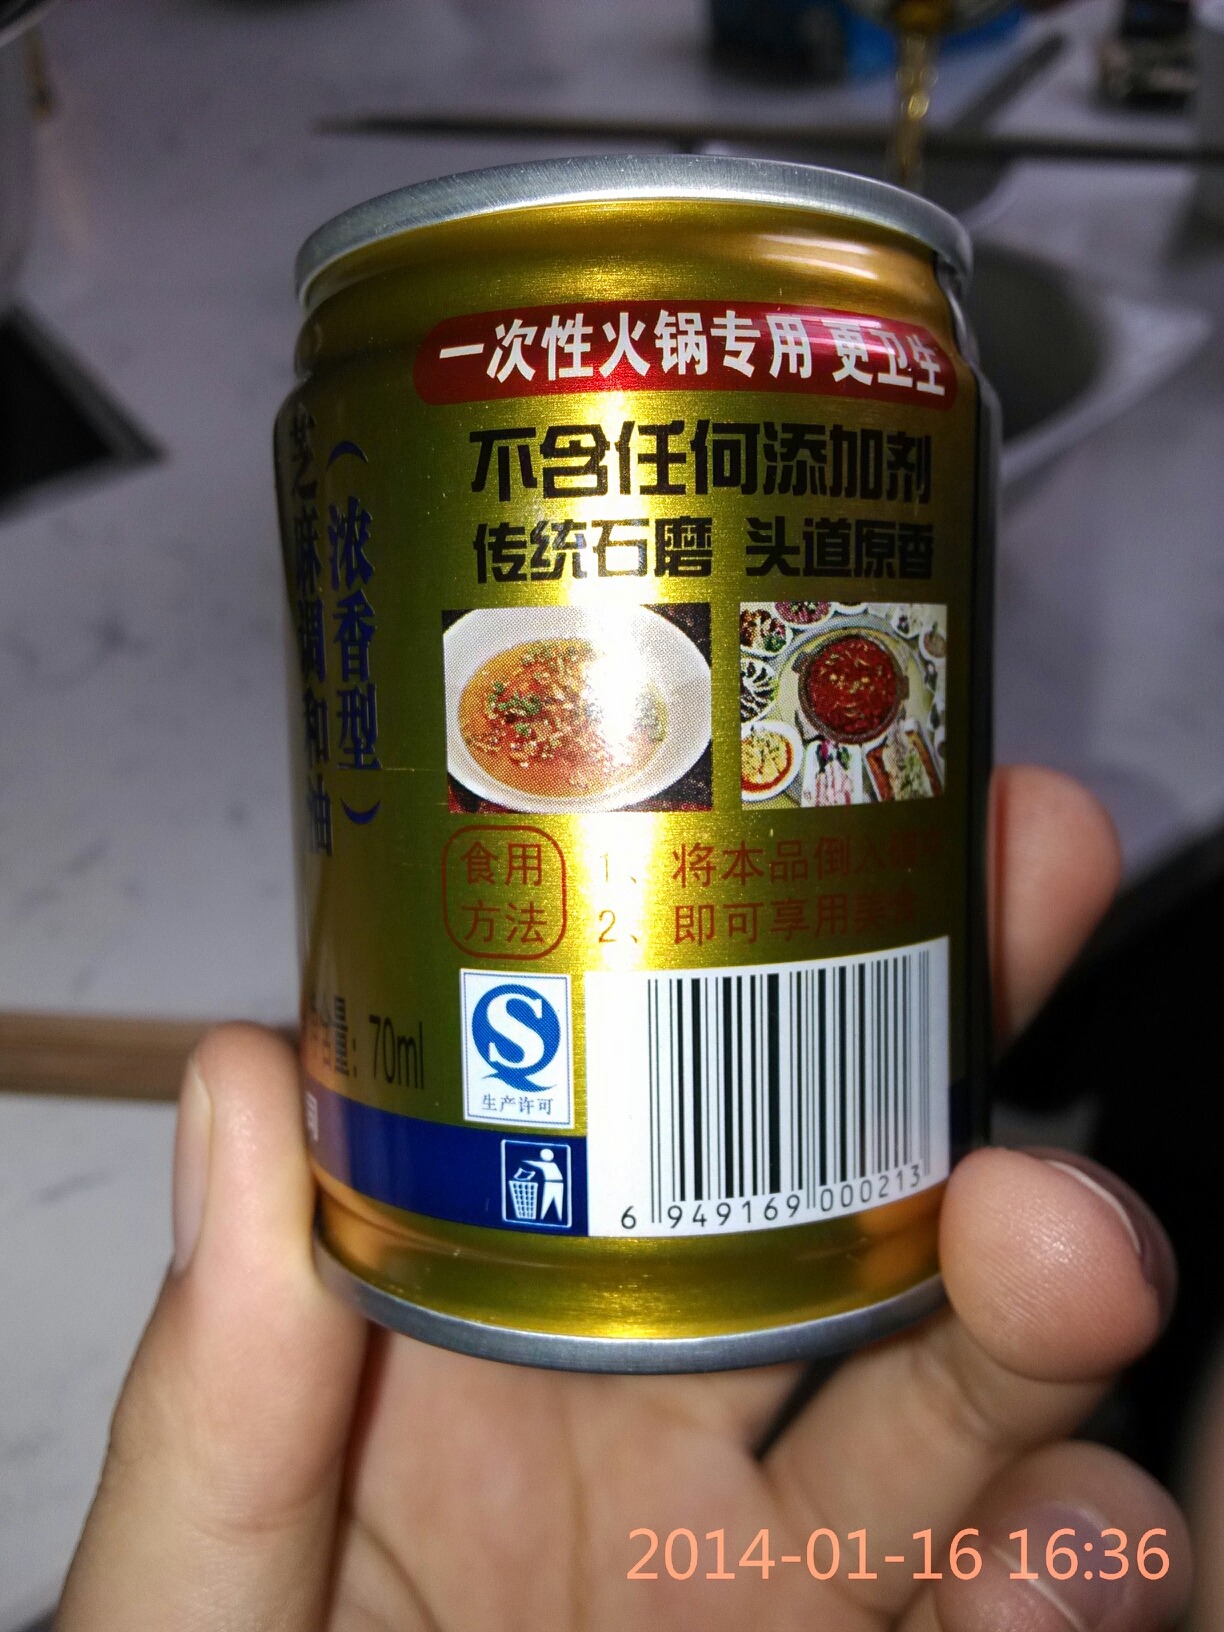 一次性火锅专用 更卫生
不含任何添加剂
传统石磨 头道原香
芝麻调和油
（浓香型）
食用
方法
1、将本品倒入
2、即可享用美食
含量：70ml
生产许可
6 949169 000213
2014-01-16 16:36